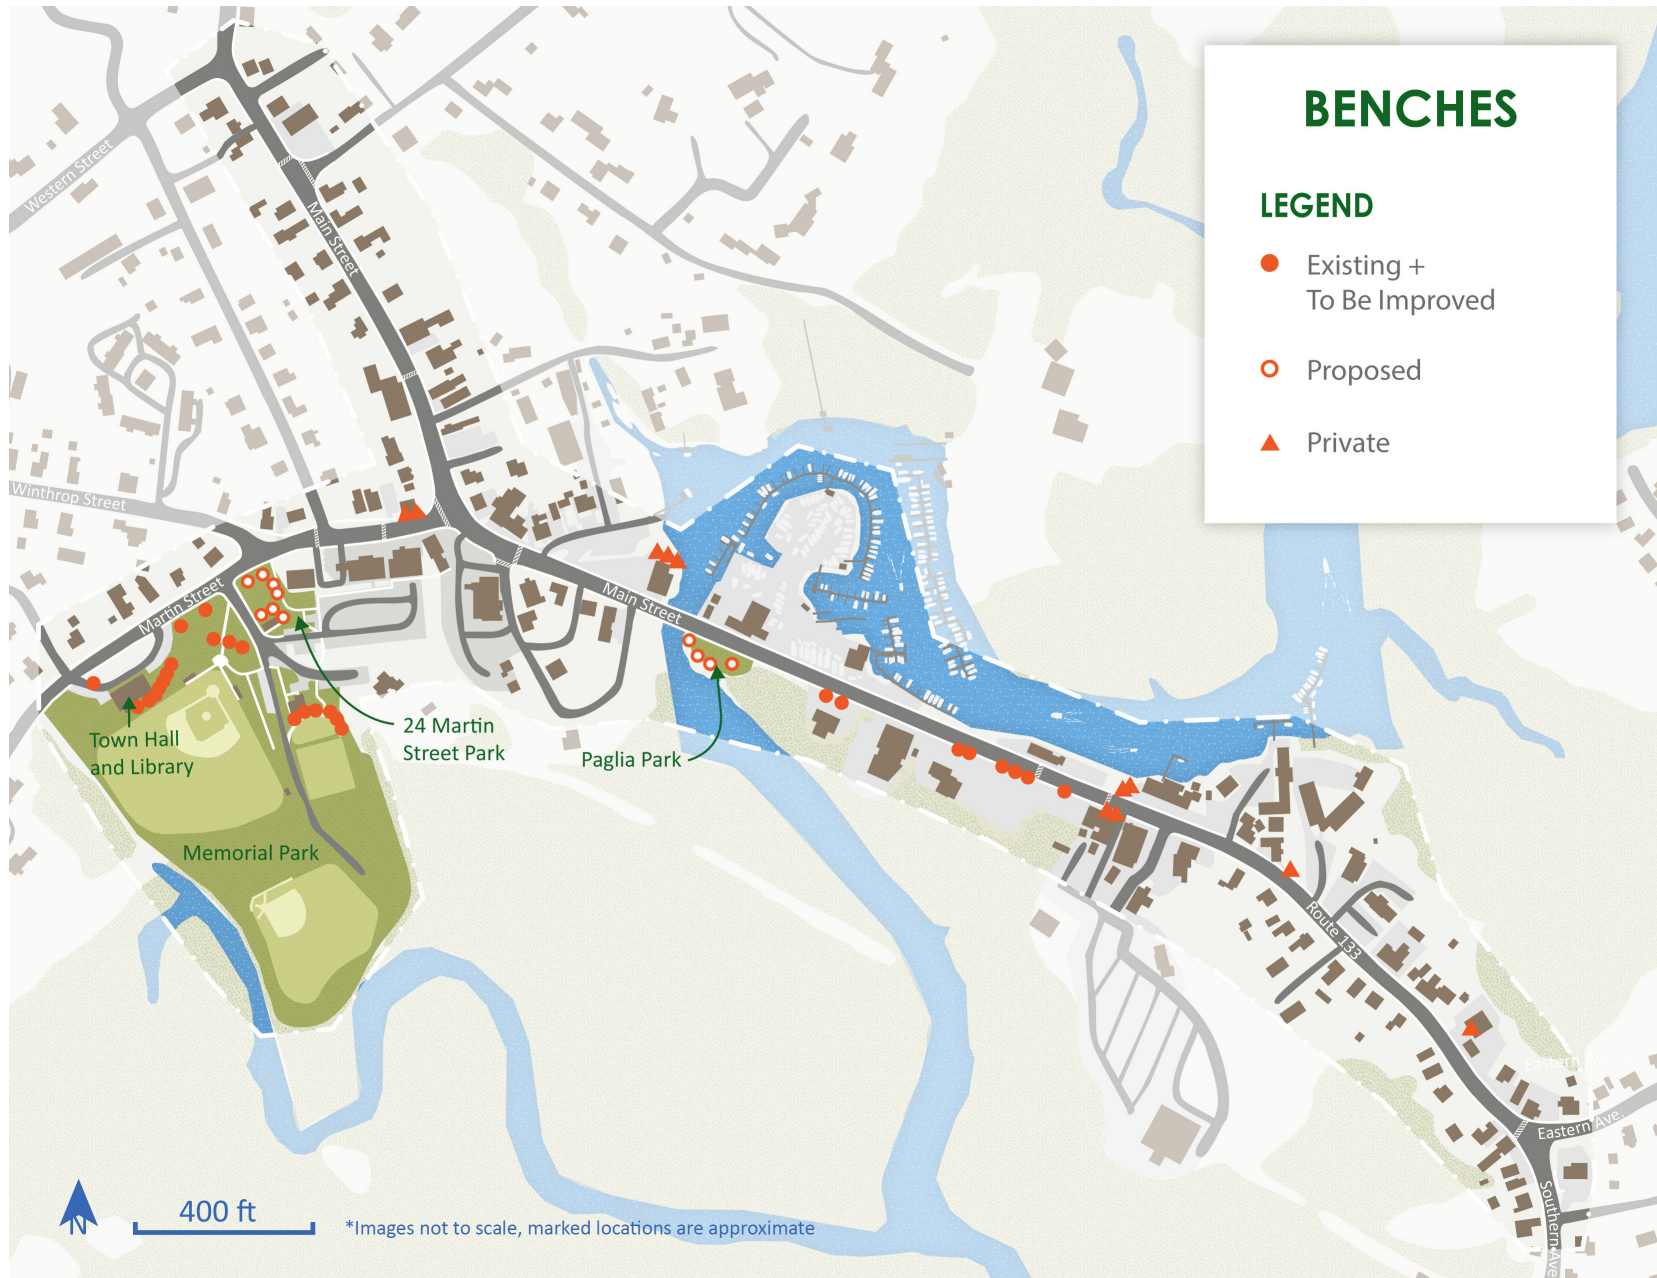 BENCHES
LEGEND
Existing +
To Be Improved
Proposed
Private
Western Street
Main Street
Winthrop Street
Martin Street
Main Street
Town Hall
and Library
24 Martin
Street Park
Paglia Park
Memorial Park
Route 133
Eastern Ave.
Southern Ave
N
400 ft
*Images not to scale, marked locations are approximate